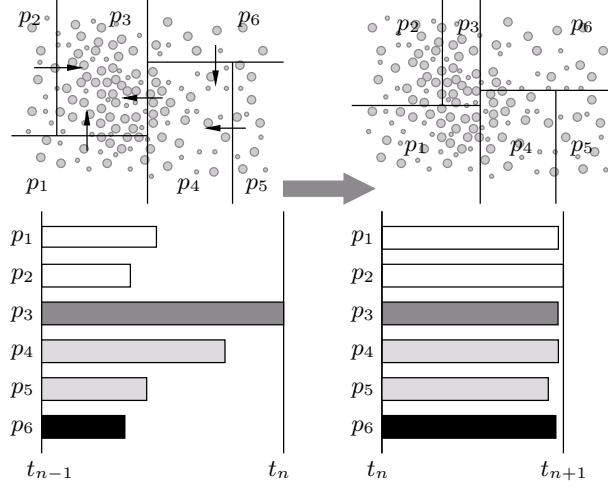 p₂ p₃ p₆ p₂ p₃ p₆
p₁ p₄ p₅ p₁ p₄ p₅
p₁ p₁
p₂ p₂
p₃ p₃
p₄ p₄
p₅ p₅
p₆ p₆
tₙ₋₁ tₙ tₙ tₙ₊₁